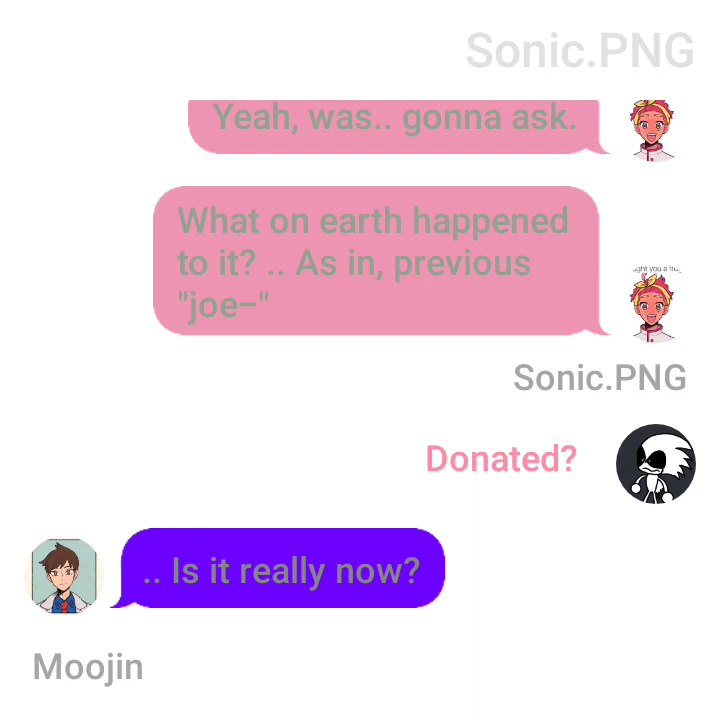 Sonic.PNG
Yeah, was.. gonna ask.
What on earth happened
to it? .. As in, previous
"joe–"
Sonic.PNG
Donated?
.. Is it really now?
Moojin